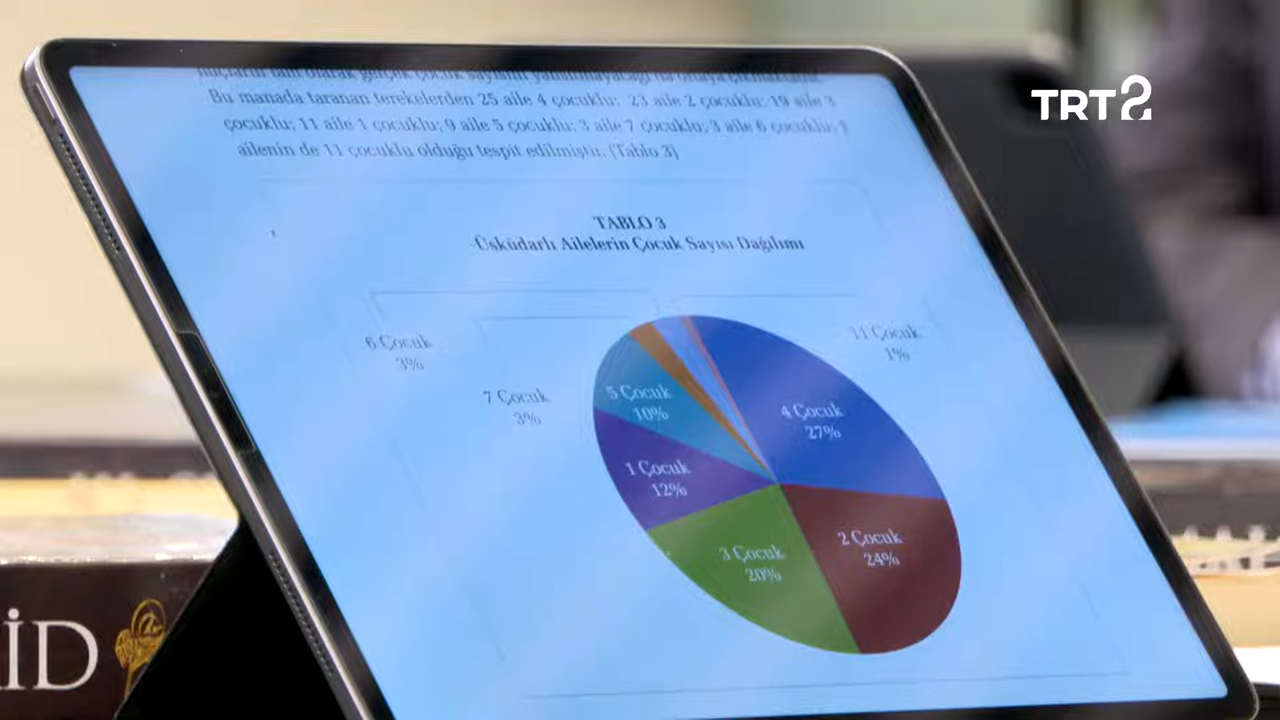 TRT2
Bu manada taranan terekelerden 25 aile 4 çocuklu; 23 aile 2 çocuklu; 19 aile 3
çocuklu; 11 aile 1 çocuklu; 9 aile 5 çocuklu; 3 aile 7 çocuklu; 3 aile 6 çocuklu; 1
ailenin de 11 çocuklu olduğu tespit edilmiştir. (Tablo 3)
TABLO 3
Üsküdarlı Ailelerin Çocuk Sayısı Dağılımı
6 Çocuk
3%
7 Çocuk
3%
11 Çocuk
1%
5 Çocuk
10%
4 Çocuk
27%
1 Çocuk
12%
3 Çocuk
20%
2 Çocuk
24%
İD